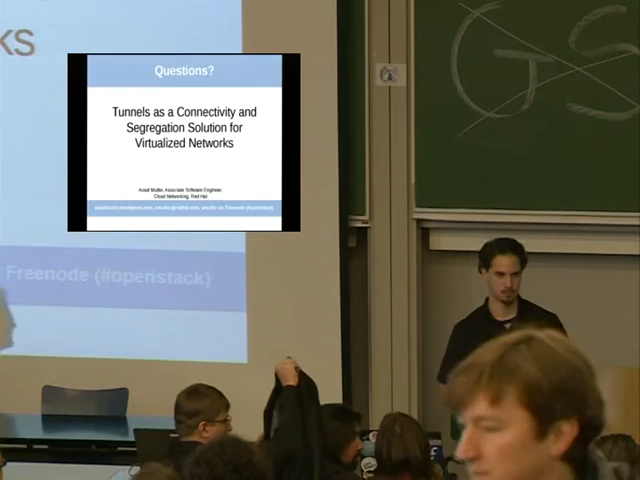 KS
Questions?
Tunnels as a Connectivity and
Segregation Solution for
Virtualized Networks
Assaf Muller, Associate Software Engineer,
Cloud Networking, Red Hat
Freenode (#openstack)
GS